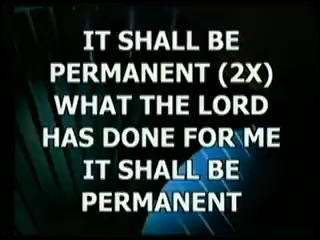 IT SHALL BE
PERMANENT (2X)
WHAT THE LORD
HAS DONE FOR ME
IT SHALL BE
PERMANENT